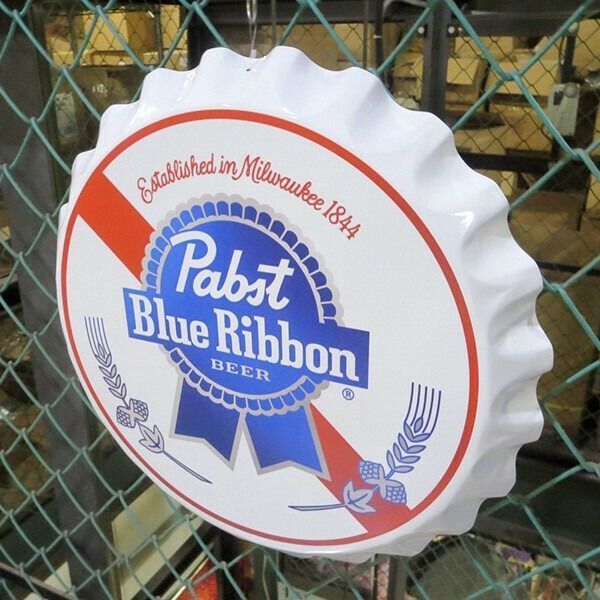 Established in Milwaukee 1844
Pabst
Blue Ribbon
BEER
®